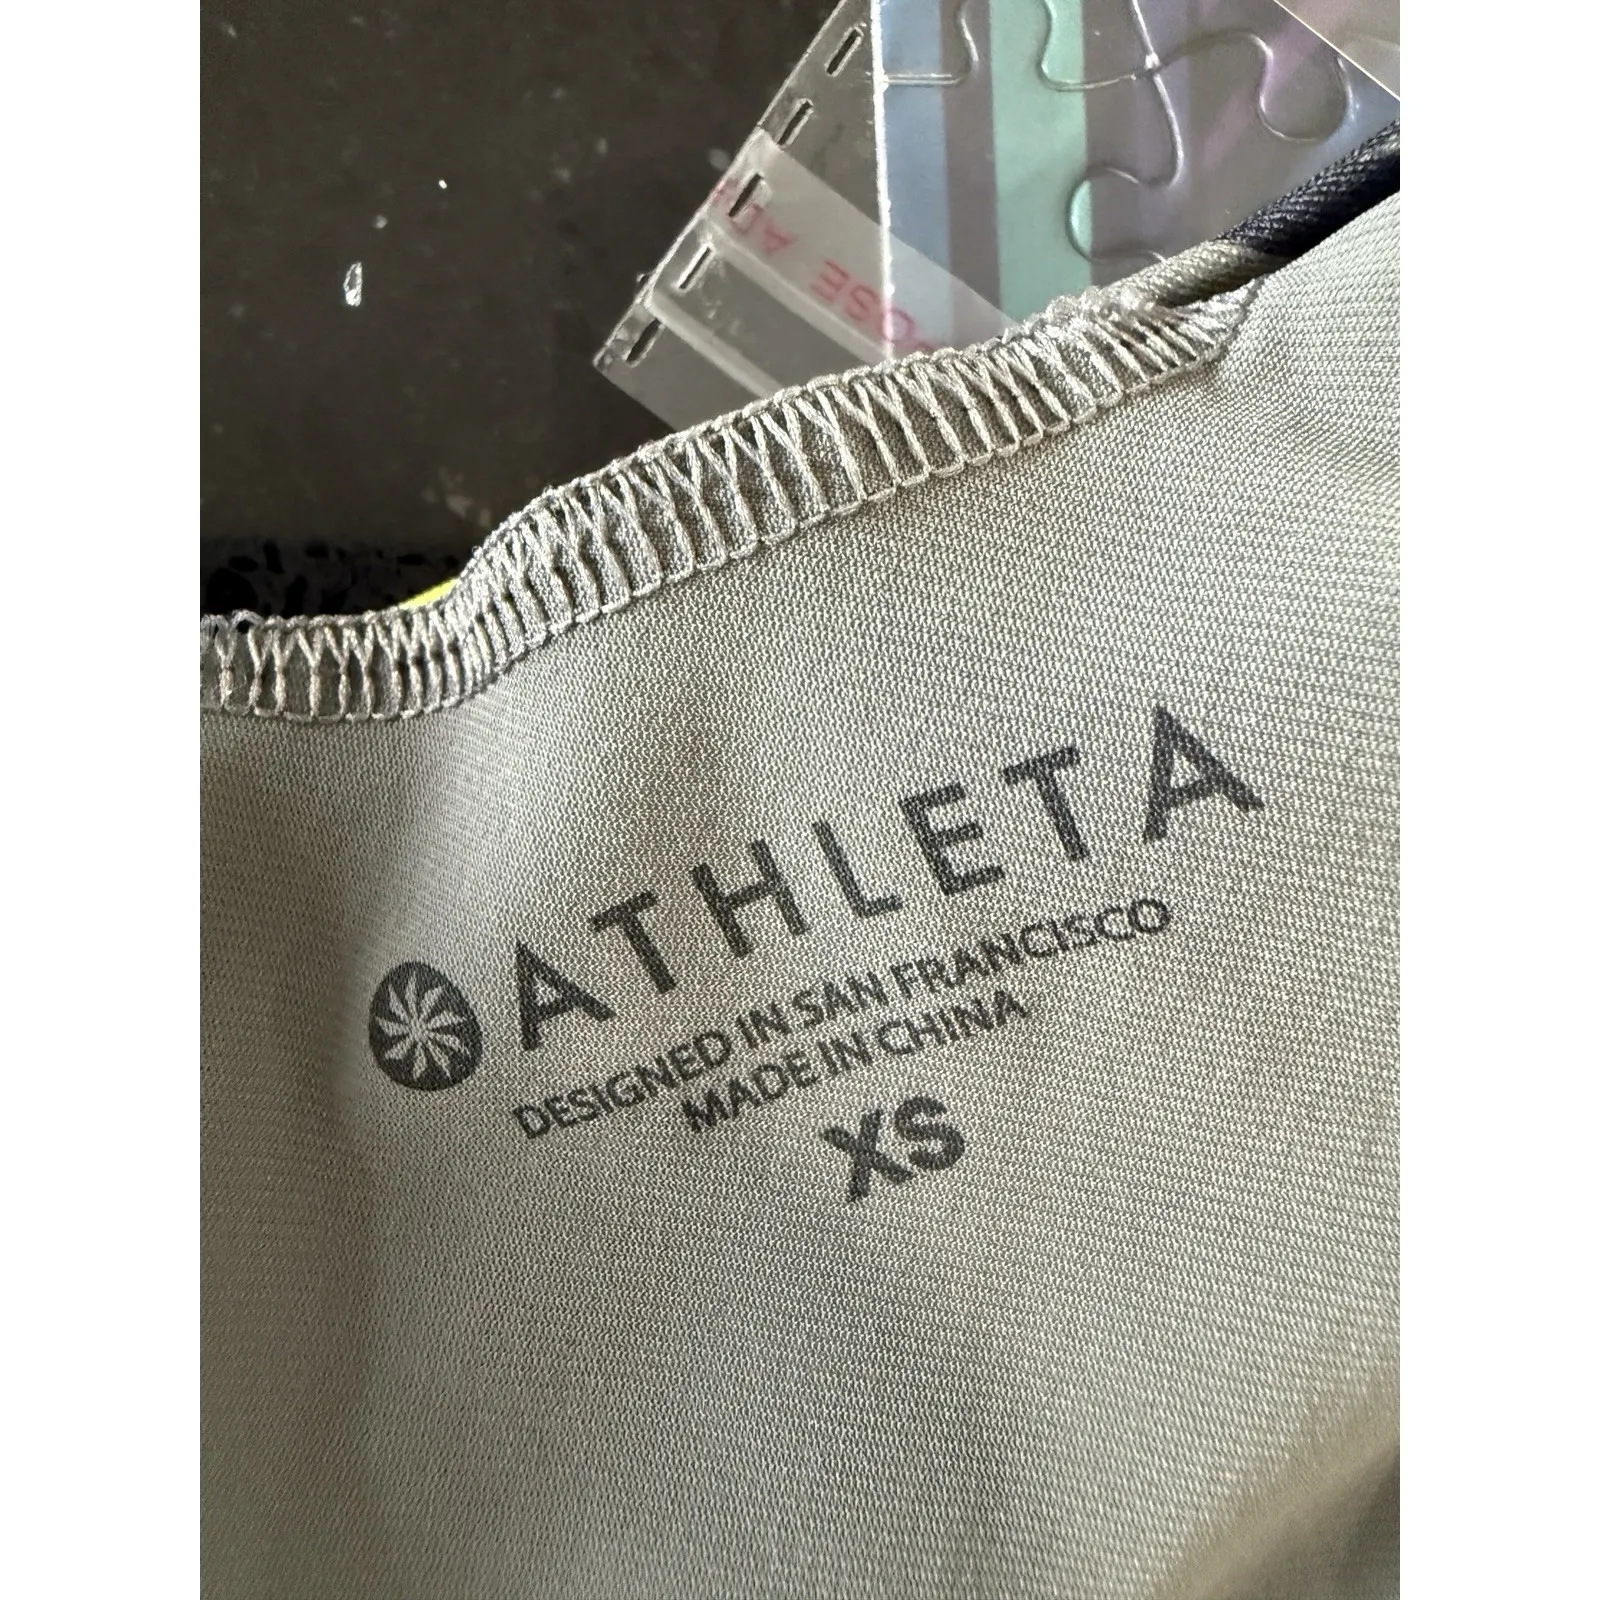 ATHLETA
DESIGNED IN SAN FRANCISCO
MADE IN CHINA
XS